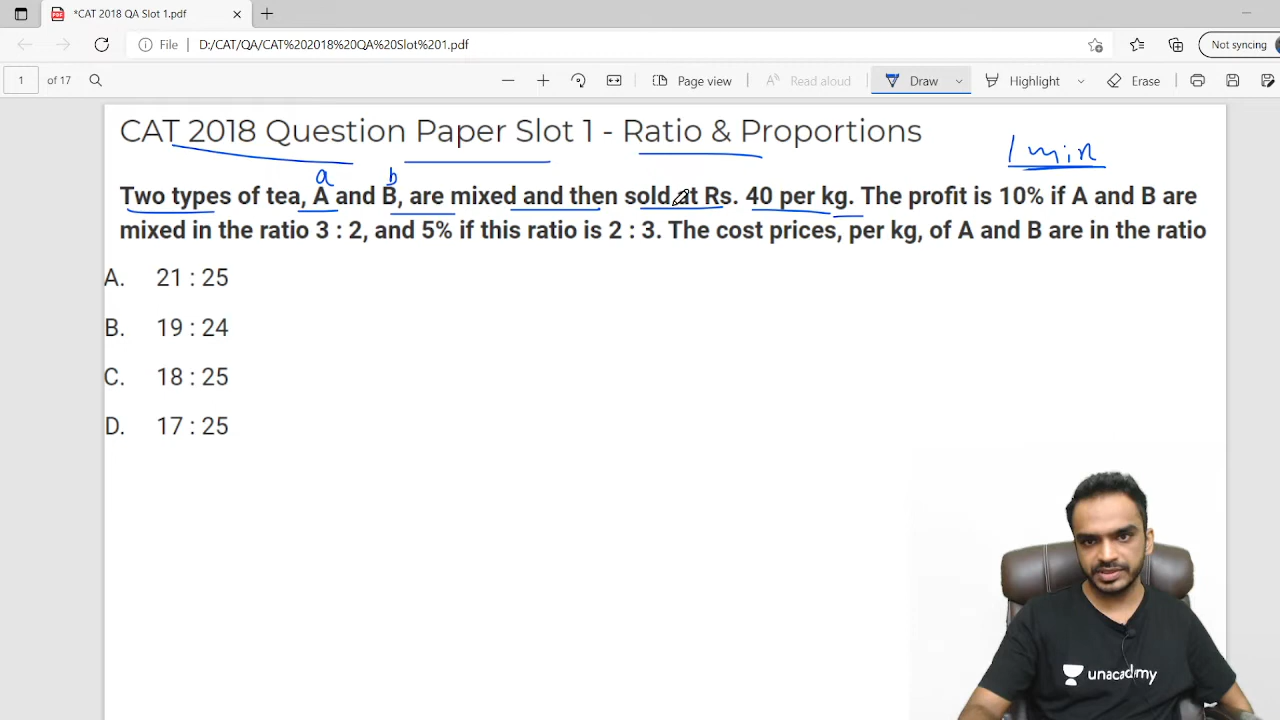 *CAT 2018 QA Slot 1.pdf
File D:/CAT/QA/CAT%202018%20QA%20Slot%201.pdf Not syncing
1 of 17 Page view Read aloud Draw Highlight Erase
CAT 2018 Question Paper Slot 1 - Ratio & Proportions
1 min
a b
Two types of tea, A and B, are mixed and then sold at Rs. 40 per kg. The profit is 10% if A and B are
mixed in the ratio 3 : 2, and 5% if this ratio is 2 : 3. The cost prices, per kg, of A and B are in the ratio
A. 21 : 25
B. 19 : 24
C. 18 : 25
D. 17 : 25
unacademy